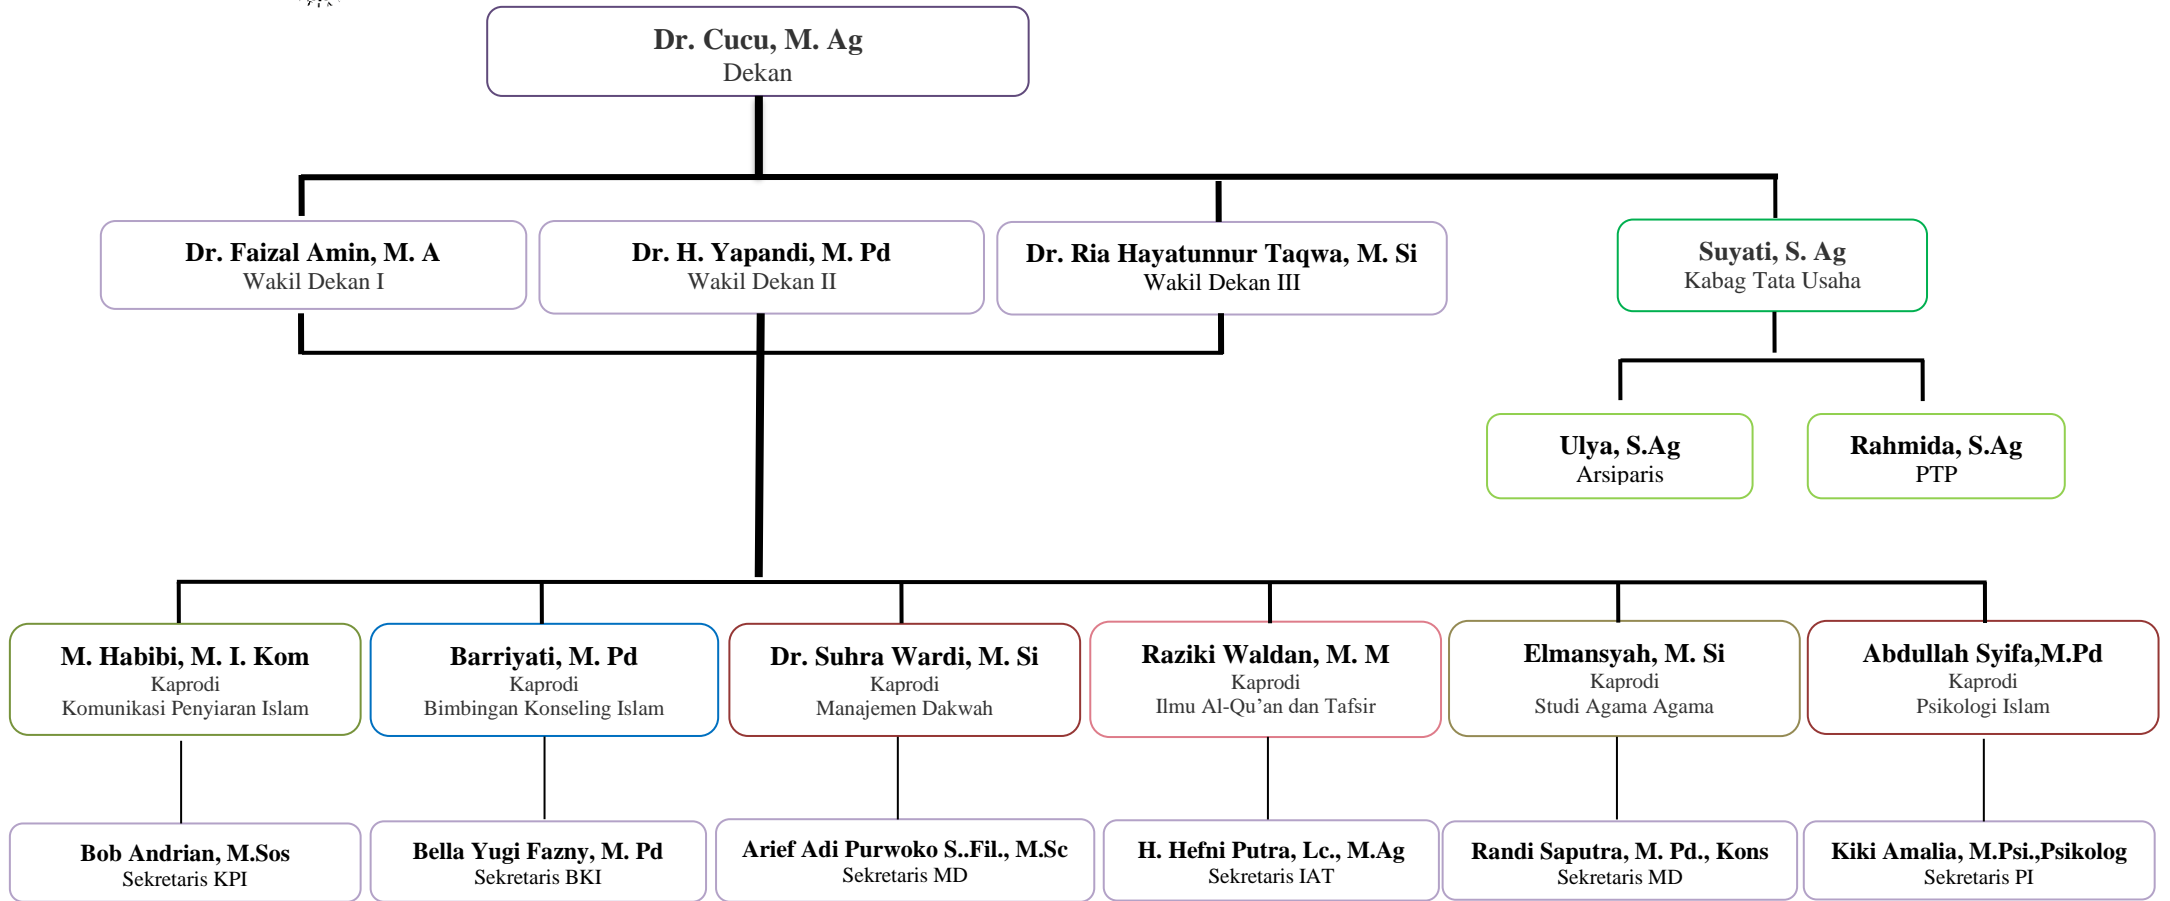 Dr. Cucu, M. Ag
Dekan
Dr. Faizal Amin, M. A
Wakil Dekan I
Dr. H. Yapandi, M. Pd
Wakil Dekan II
Dr. Ria Hayatunnur Taqwa, M. Si
Wakil Dekan III
Suyati, S. Ag
Kabag Tata Usaha
Ulya, S.Ag
Arsiparis
Rahmida, S.Ag
PTP
M. Habibi, M. I. Kom
Kaprodi
Komunikasi Penyiaran Islam
Barriyati, M. Pd
Kaprodi
Bimbingan Konseling Islam
Dr. Suhra Wardi, M. Si
Kaprodi
Manajemen Dakwah
Raziki Waldan, M. M
Kaprodi
Ilmu Al-Qu’an dan Tafsir
Elmansyah, M. Si
Kaprodi
Studi Agama Agama
Abdullah Syifa,M.Pd
Kaprodi
Psikologi Islam
Bob Andrian, M.Sos
Sekretaris KPI
Bella Yugi Fazny, M. Pd
Sekretaris BKI
Arief Adi Purwoko S..Fil., M.Sc
Sekretaris MD
H. Hefni Putra, Lc., M.Ag
Sekretaris IAT
Randi Saputra, M. Pd., Kons
Sekretaris MD
Kiki Amalia, M.Psi.,Psikolog
Sekretaris PI